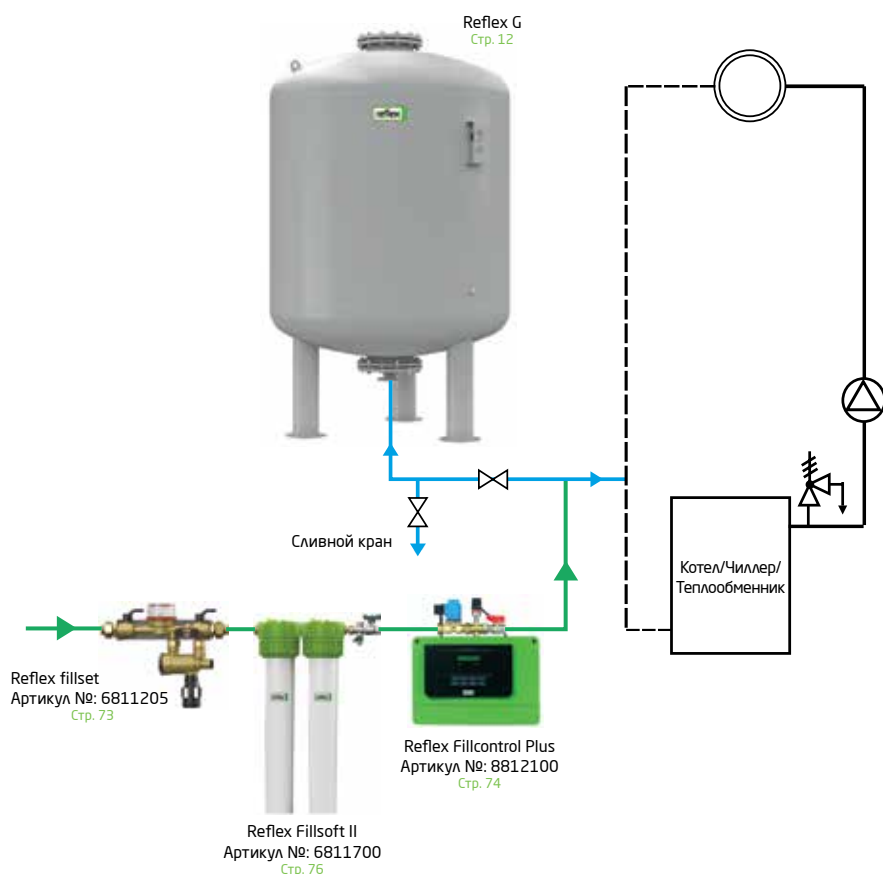 Reflex G
Стр. 12
reflex
Сливной кран
Котел/Чиллер/
Теплообменник
Reflex fillset
Артикул №: 6811205
Стр. 73
Reflex Fillcontrol Plus
Артикул №: 8812100
Стр. 74
Reflex Fillsoft II
Артикул №: 6811700
Стр. 76